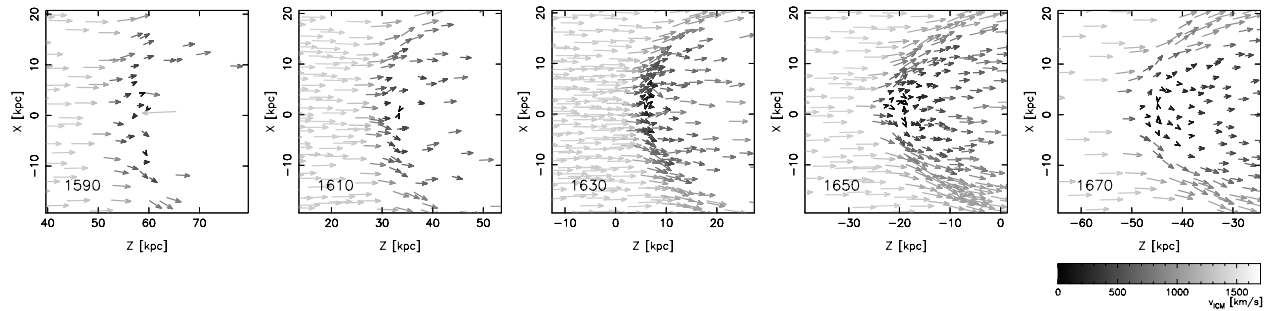 20 10 0 −10 X [kpc] 1590 40 50 60 70 Z [kpc]
20 10 0 −10 X [kpc] 1610 20 30 40 50 Z [kpc]
20 10 0 −10 X [kpc] 1630 −10 0 10 20 Z [kpc]
20 10 0 −10 X [kpc] 1650 −30 −20 −10 0 Z [kpc]
20 10 0 −10 X [kpc] 1670 −60 −50 −40 −30 Z [kpc]
0 500 1000 1500
v_ICM [km/s]